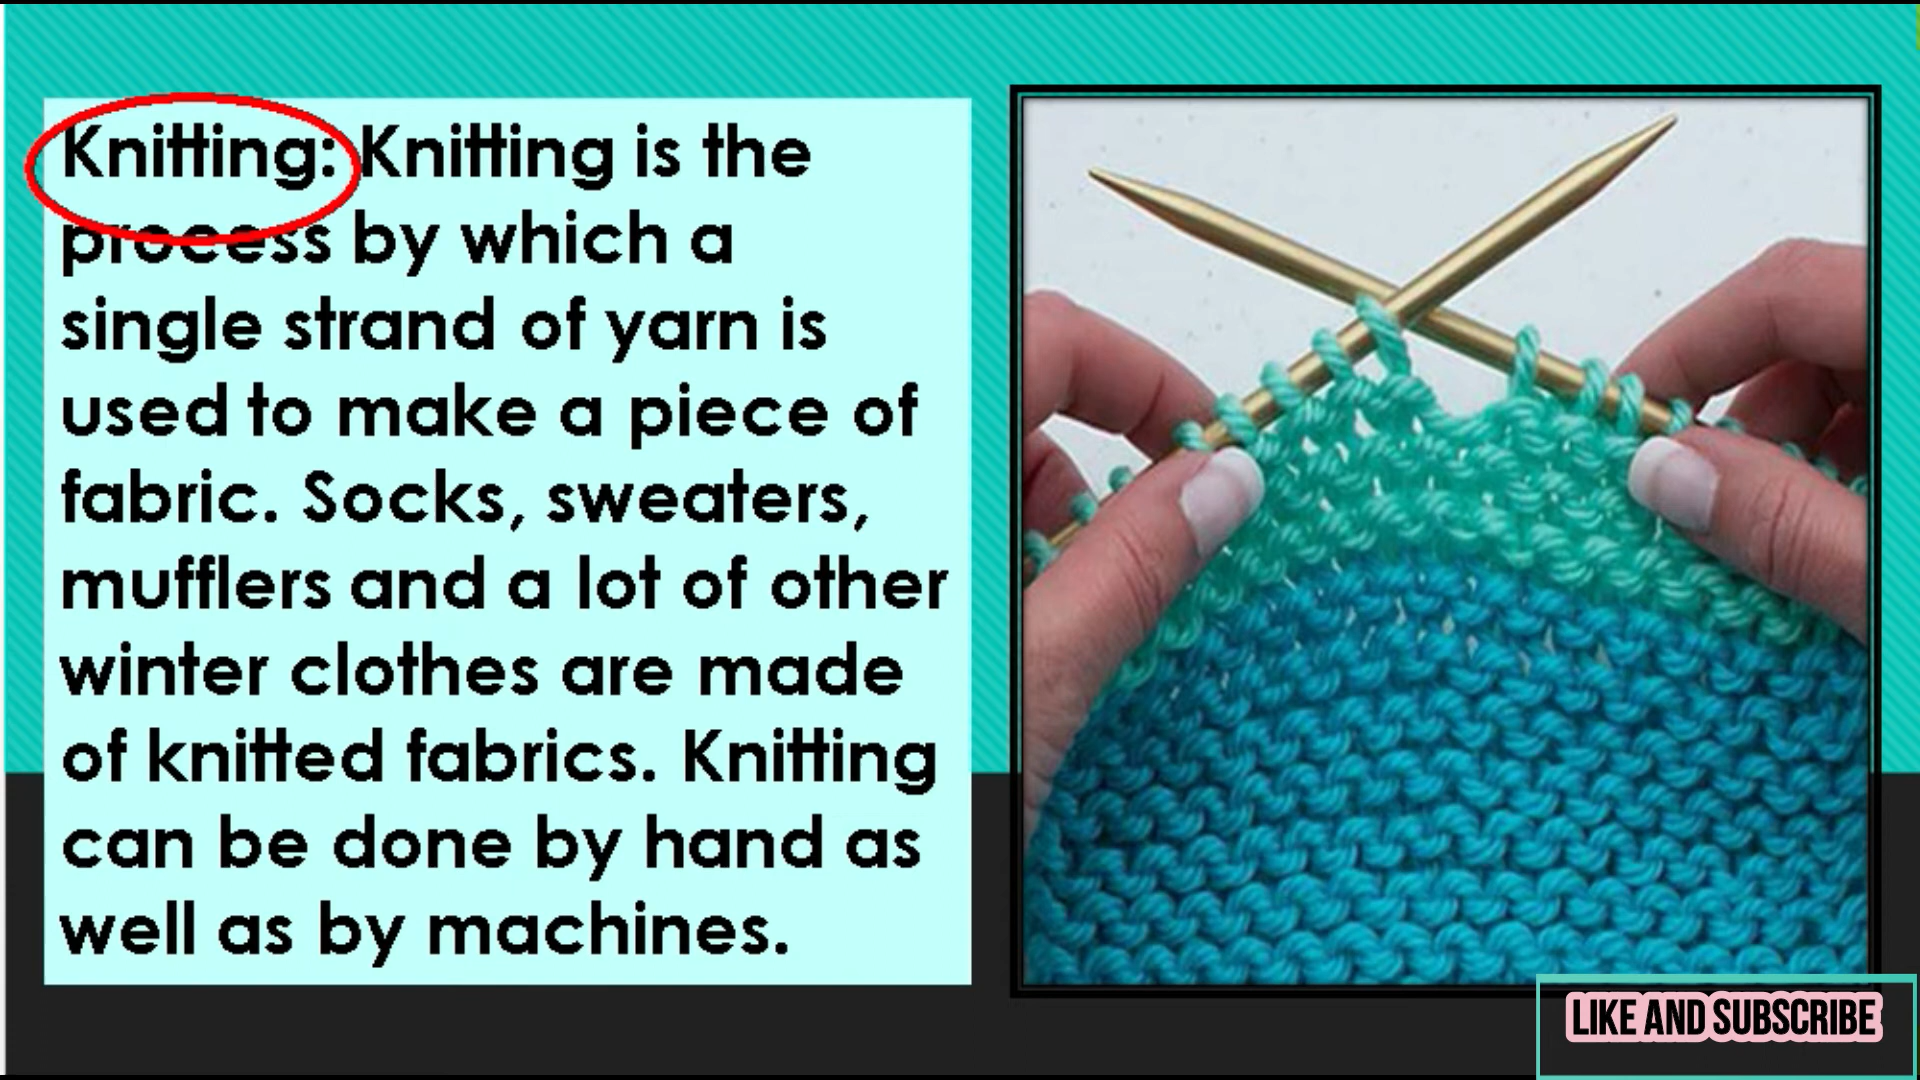 Knitting: Knitting is the
process by which a
single strand of yarn is
used to make a piece of
fabric. Socks, sweaters,
mufflers and a lot of other
winter clothes are made
of knitted fabrics. Knitting
can be done by hand as
well as by machines.
LIKE AND SUBSCRIBE